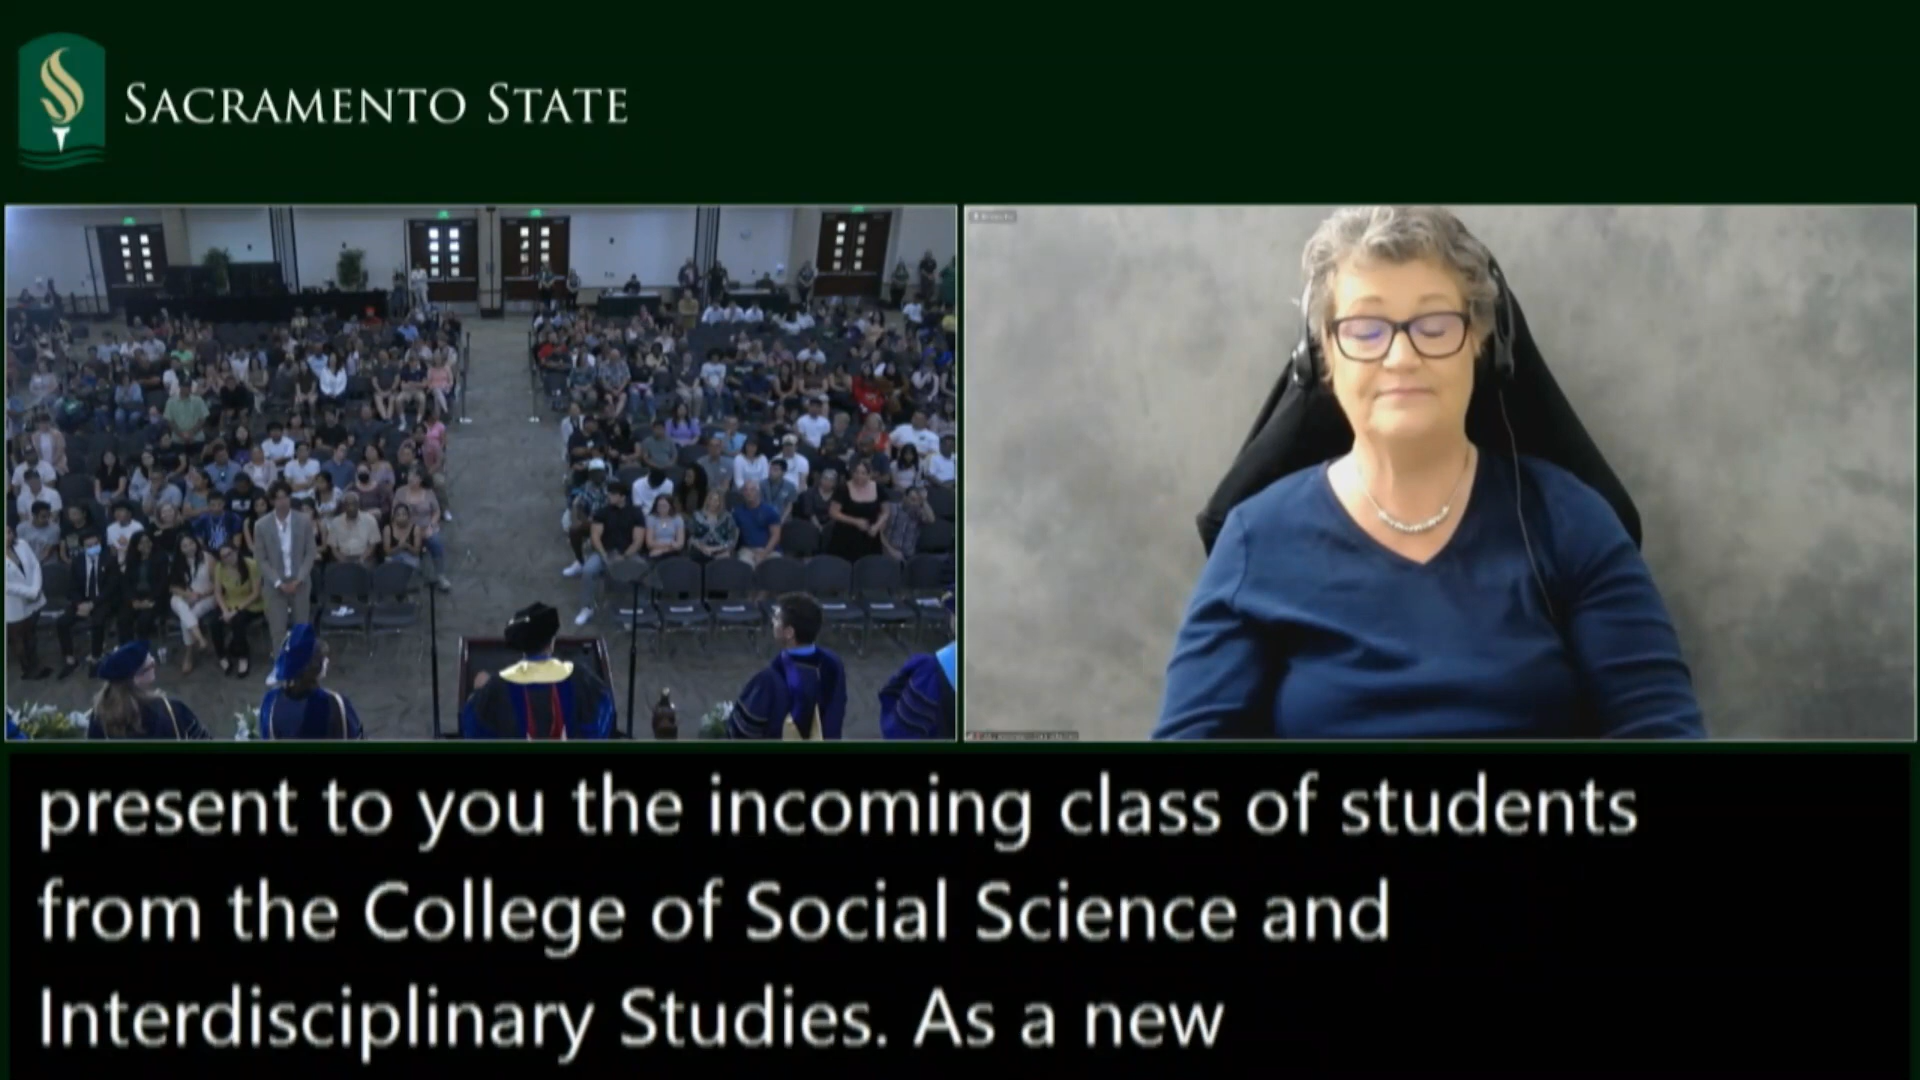 SACRAMENTO STATE
present to you the incoming class of students
from the College of Social Science and
Interdisciplinary Studies. As a new